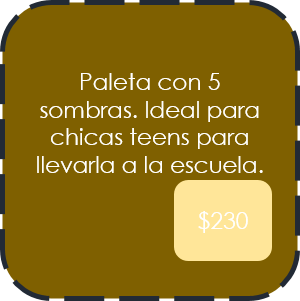 Paleta con 5
sombras. Ideal para
chicas teens para
llevarla a la escuela.
$230